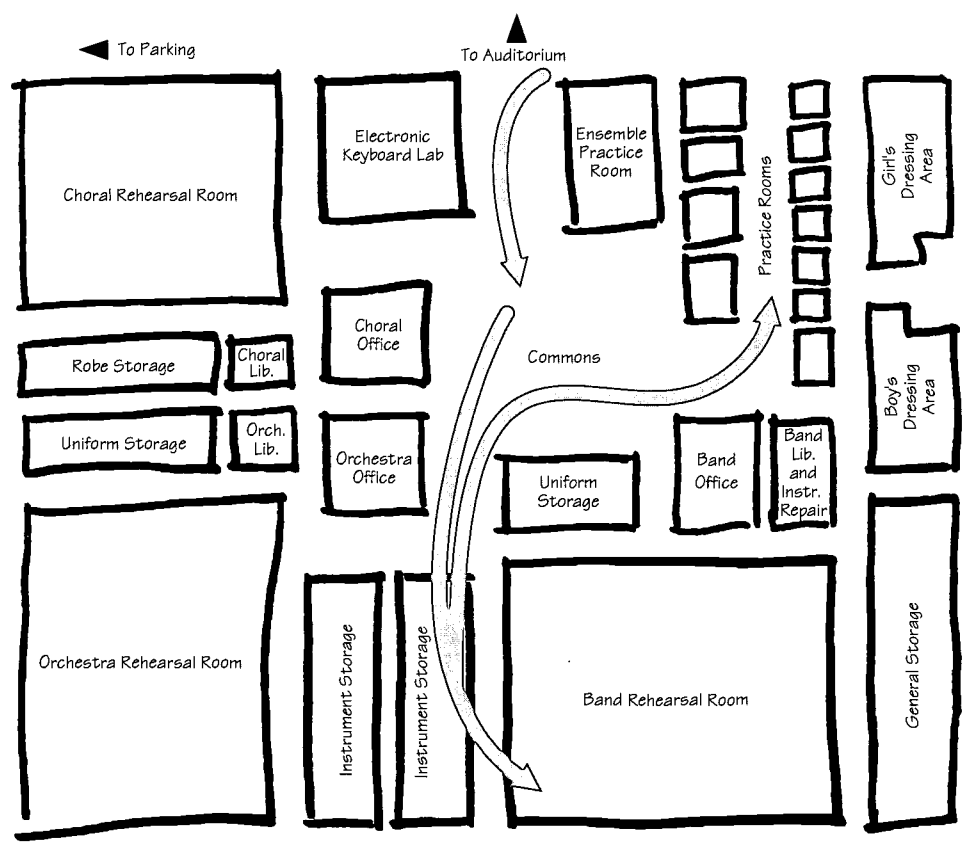 To Parking
To Auditorium
Choral Rehearsal Room
Electronic
Keyboard Lab
Ensemble
Practice
Room
Practice Rooms
Girl's
Dressing
Area
Choral
Office
Commons
Robe Storage
Choral
Lib.
Boy's
Dressing
Area
Uniform Storage
Orch.
Lib.
Orchestra
Office
Uniform
Storage
Band
Office
Band
Lib.
and
Instr.
Repair
Orchestra Rehearsal Room
Instrument Storage
Instrument Storage
Band Rehearsal Room
General Storage